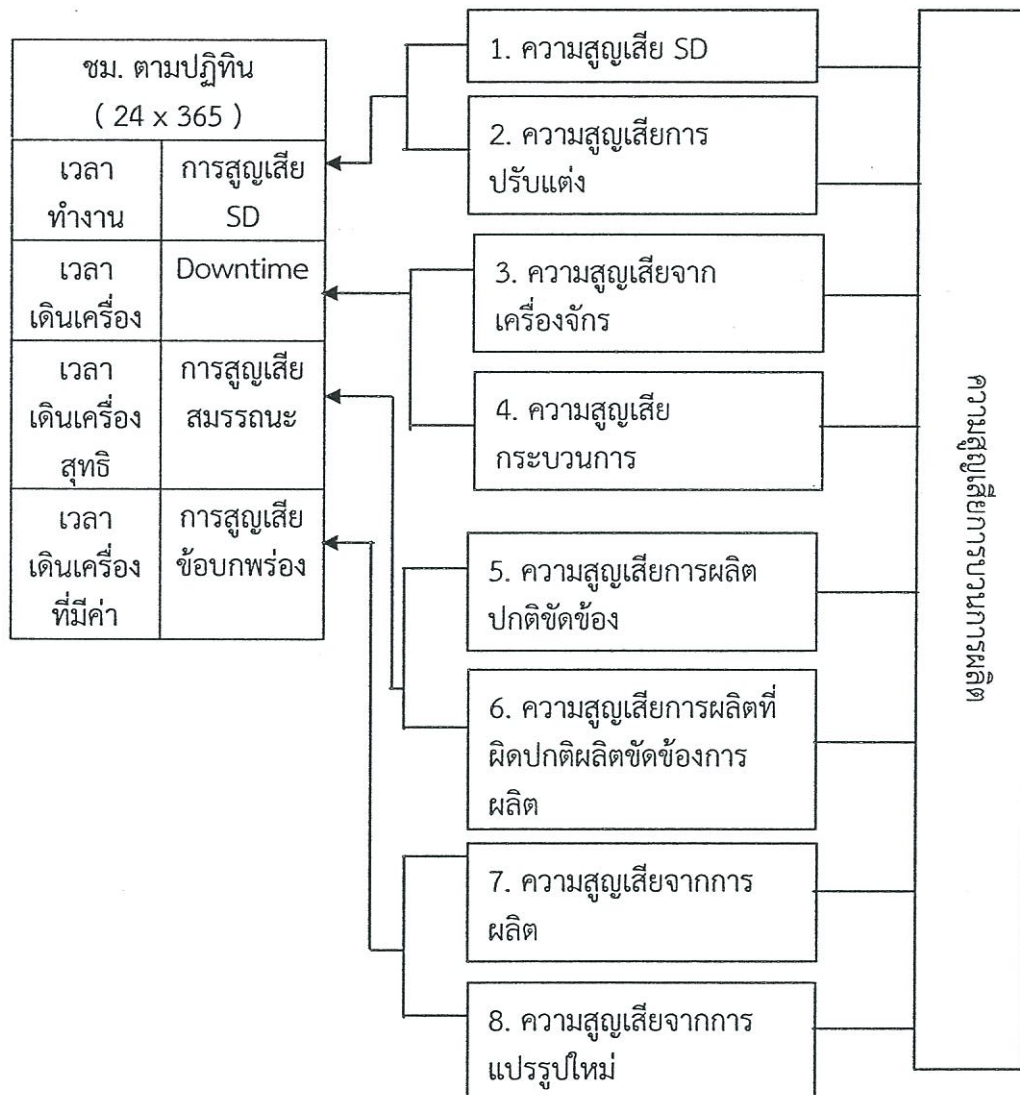 ชม. ตามปฏิทิน
( 24 x 365 )
เวลา
ทำงาน
การสูญเสีย
SD
เวลา
เดินเครื่อง
Downtime
เวลา
เดินเครื่อง
สุทธิ
การสูญเสีย
สมรรถนะ
เวลา
เดินเครื่อง
ที่มีค่า
การสูญเสีย
ข้อบกพร่อง
1. ความสูญเสีย SD
2. ความสูญเสียการ
ปรับแต่ง
3. ความสูญเสียจาก
เครื่องจักร
4. ความสูญเสีย
กระบวนการ
5. ความสูญเสียการผลิต
ปกติขัดข้อง
6. ความสูญเสียการผลิตที่
ผิดปกติผลิตขัดข้องการ
ผลิต
7. ความสูญเสียจากการ
ผลิต
8. ความสูญเสียจากการ
แปรรูปใหม่
ความสูญเสียการบวนการผลิต